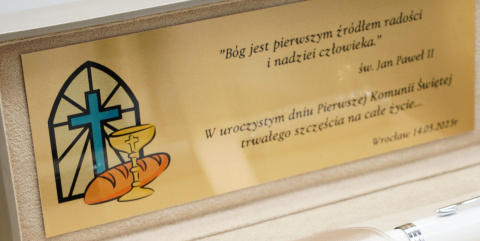 "Bóg jest pierwszym źródłem radości
i nadziei człowieka."
św. Jan Paweł II
W uroczystym dniu Pierwszej Komunii Świętej
trwałego szczęścia na całe życie...
Wrocław 14.05.2023r